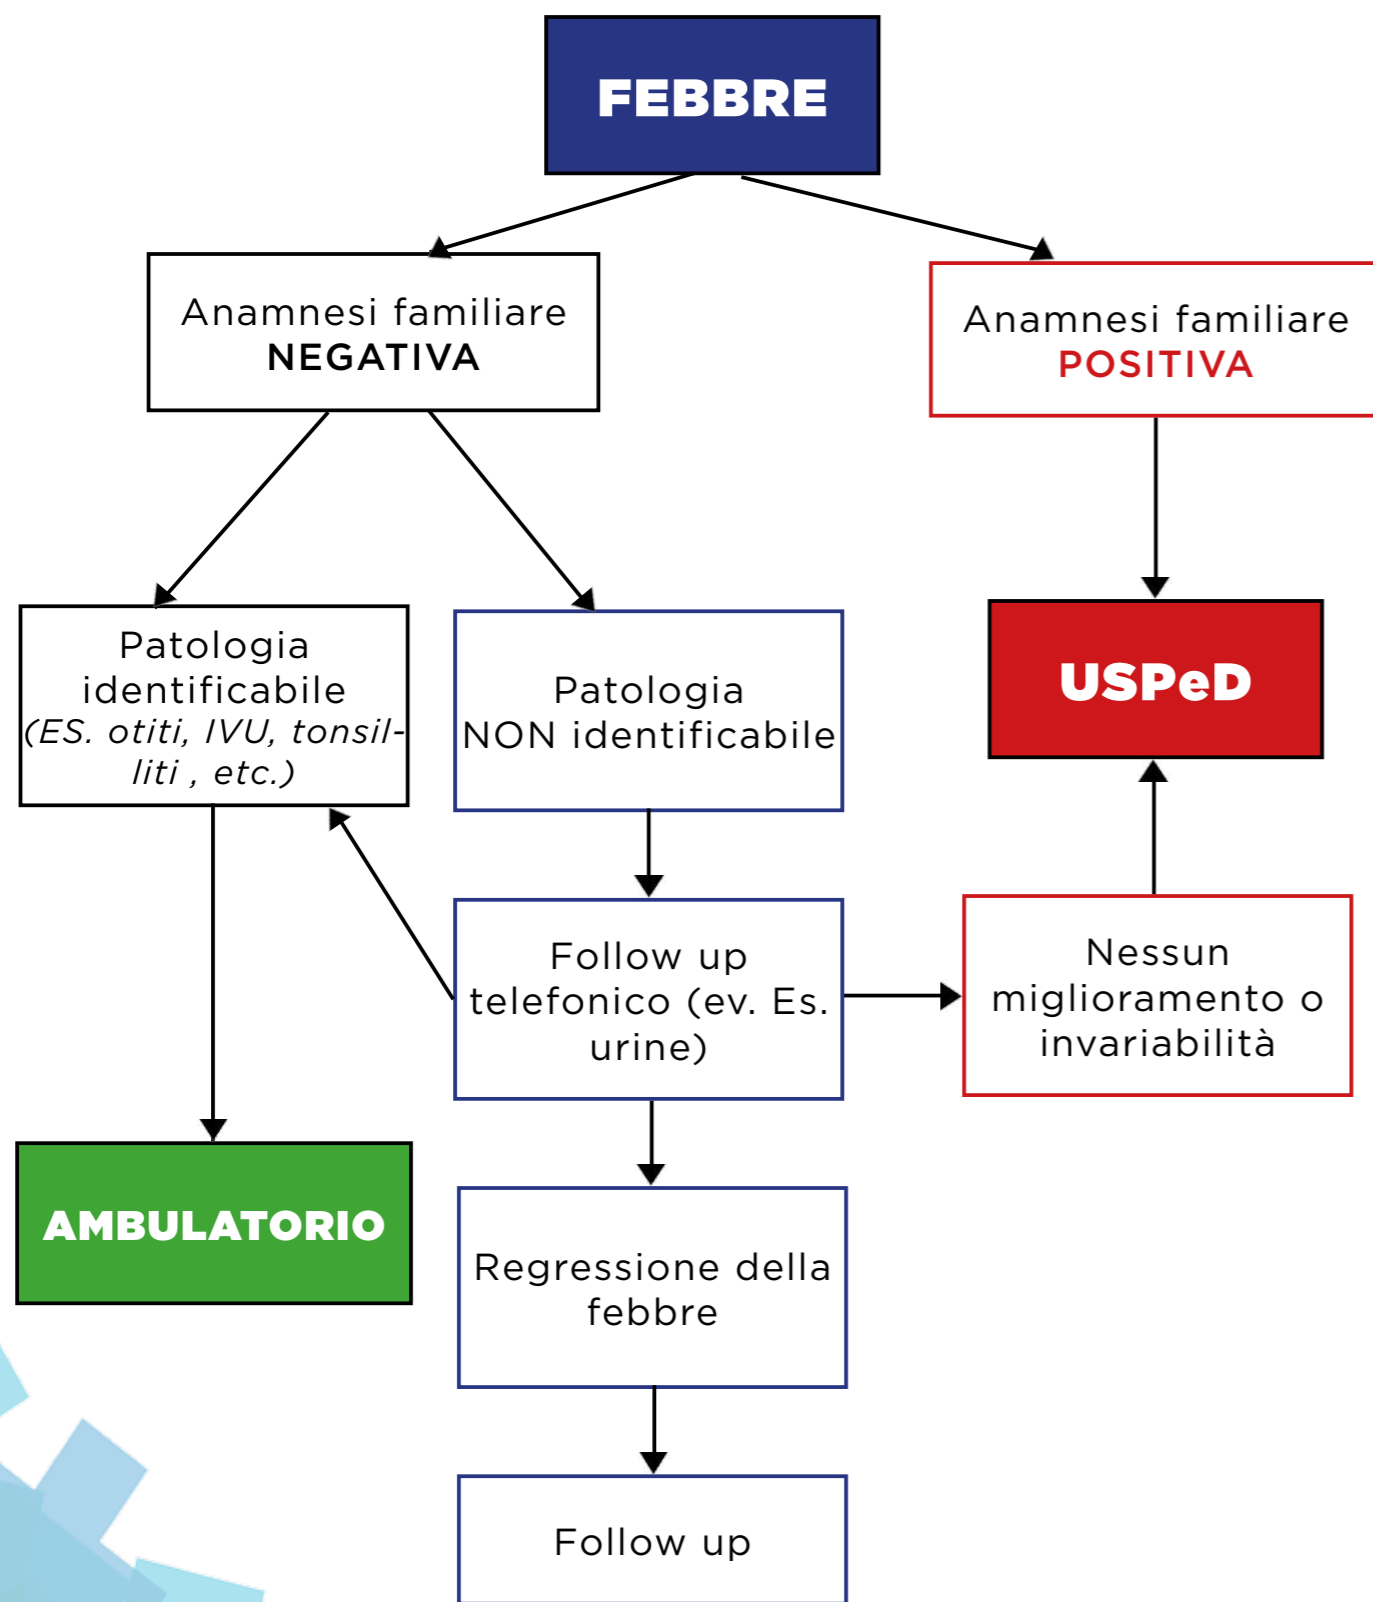 FEBBRE
Anamnesi familiare
NEGATIVA
Anamnesi familiare
POSITIVA
Patologia
identificabile
(ES. otiti, IVU, tonsil-
liti , etc.)
Patologia
NON identificabile
USPeD
Follow up
telefonico (ev. Es.
urine)
Nessun
miglioramento o
invariabilità
AMBULATORIO
Regressione della
febbre
Follow up